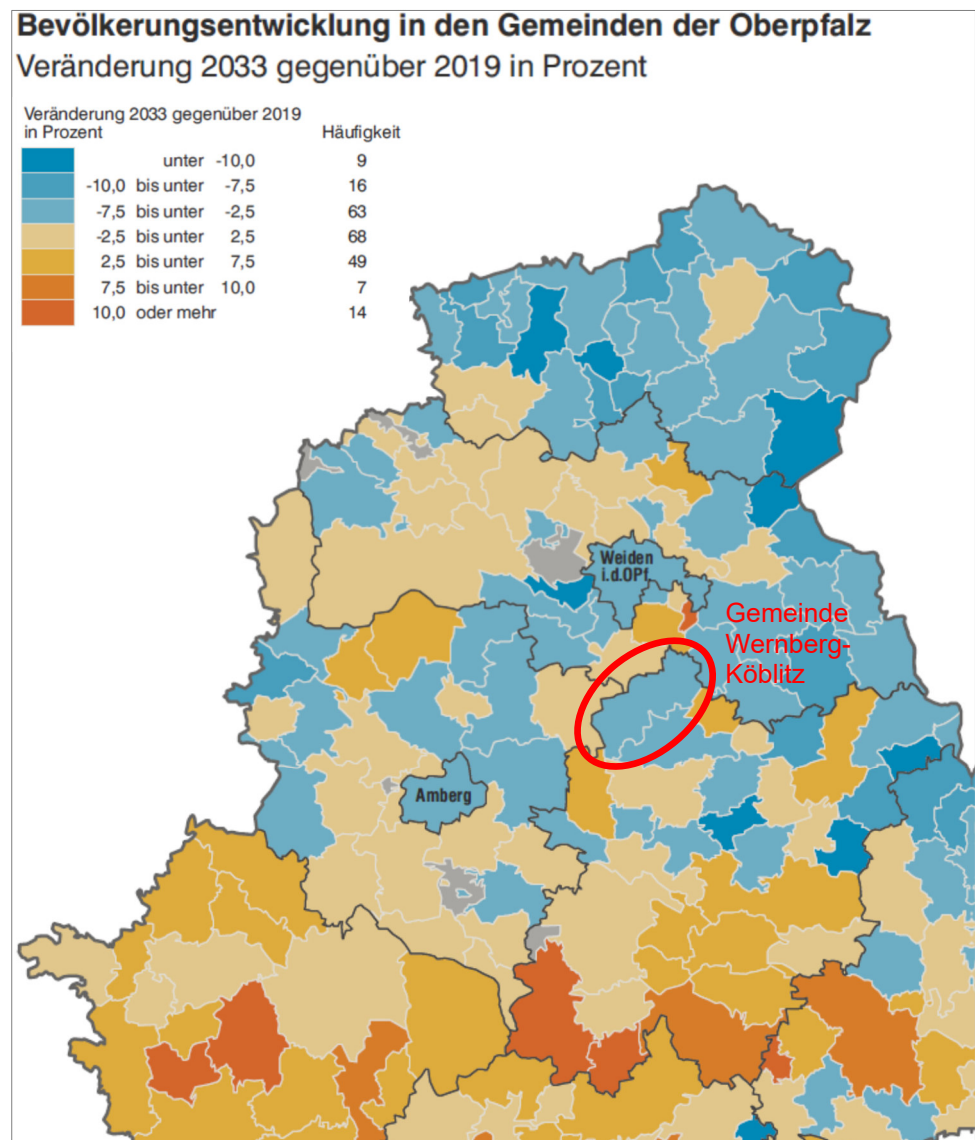 Bevölkerungsentwicklung in den Gemeinden der Oberpfalz
Veränderung 2033 gegenüber 2019 in Prozent
Veränderung 2033 gegenüber 2019
in Prozent Häufigkeit
unter -10,0 9
-10,0 bis unter -7,5 16
-7,5 bis unter -2,5 63
-2,5 bis unter 2,5 68
2,5 bis unter 7,5 49
7,5 bis unter 10,0 7
10,0 oder mehr 14
Weiden
i.d.OPf.
Gemeinde
Wernberg-
Köblitz
Amberg